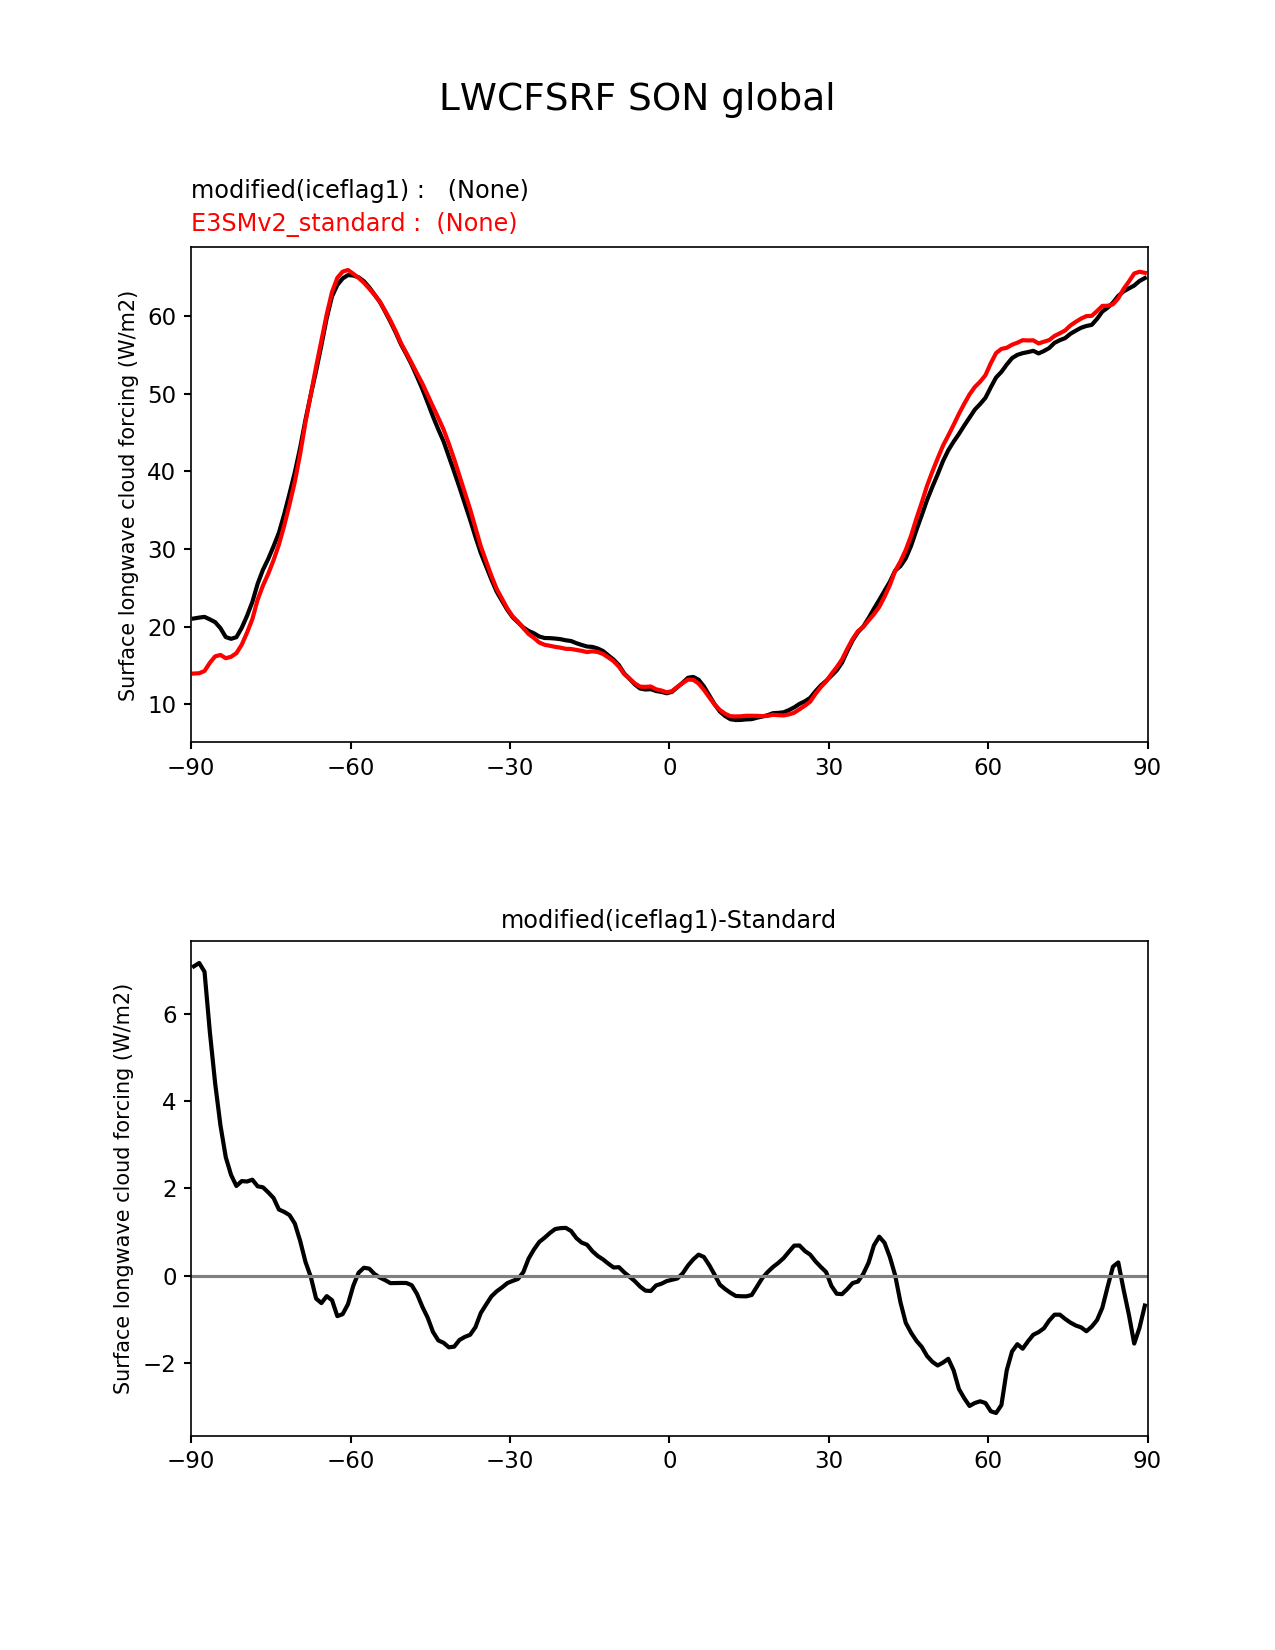 LWCFSRF SON global
modified(iceflag1) :   (None)
E3SMv2_standard :  (None)
Surface longwave cloud forcing (W/m2)
60
50
40
30
20
10
−90 −60 −30 0 30 60 90
modified(iceflag1)-Standard
Surface longwave cloud forcing (W/m2)
6
4
2
0
−2
−90 −60 −30 0 30 60 90